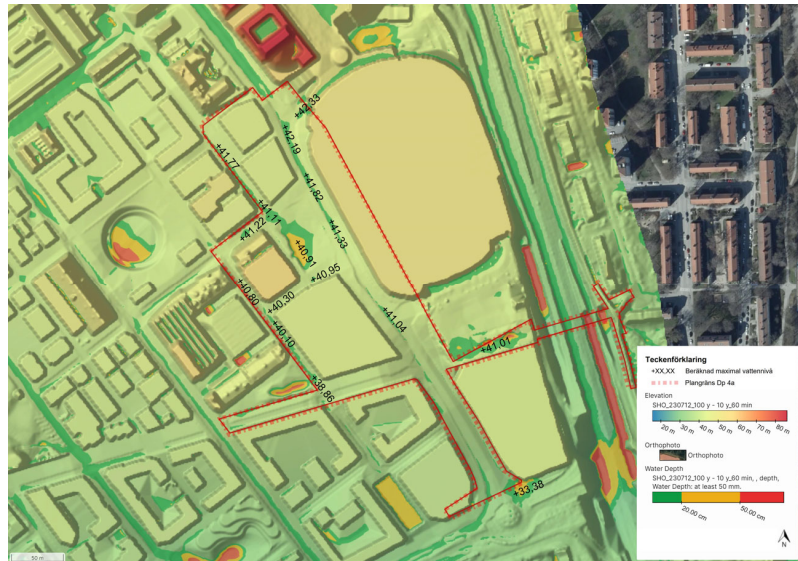 +42,33
+42,19
+41,77
+41,82
+41,11
+41,22
+41,33
+40,91
+40,95
+40,80
+40,30
+41,04
+40,10
+41,01
+38,86
+33,38
50 m
Teckenförklaring
+XX,XX Beräknad maximal vattennivå
Plangräns Dp 4a
Elevation
SHO_230712_100 y - 10 y_60 min
20 m 30 m 40 m 50 m 60 m 70 m 80 m
Orthophoto
Orthophoto
Water Depth
SHO_230712_100 y - 10 y_60 min, , depth,
Water Depth: at least 50 mm.
20.00 cm 50.00 cm
N